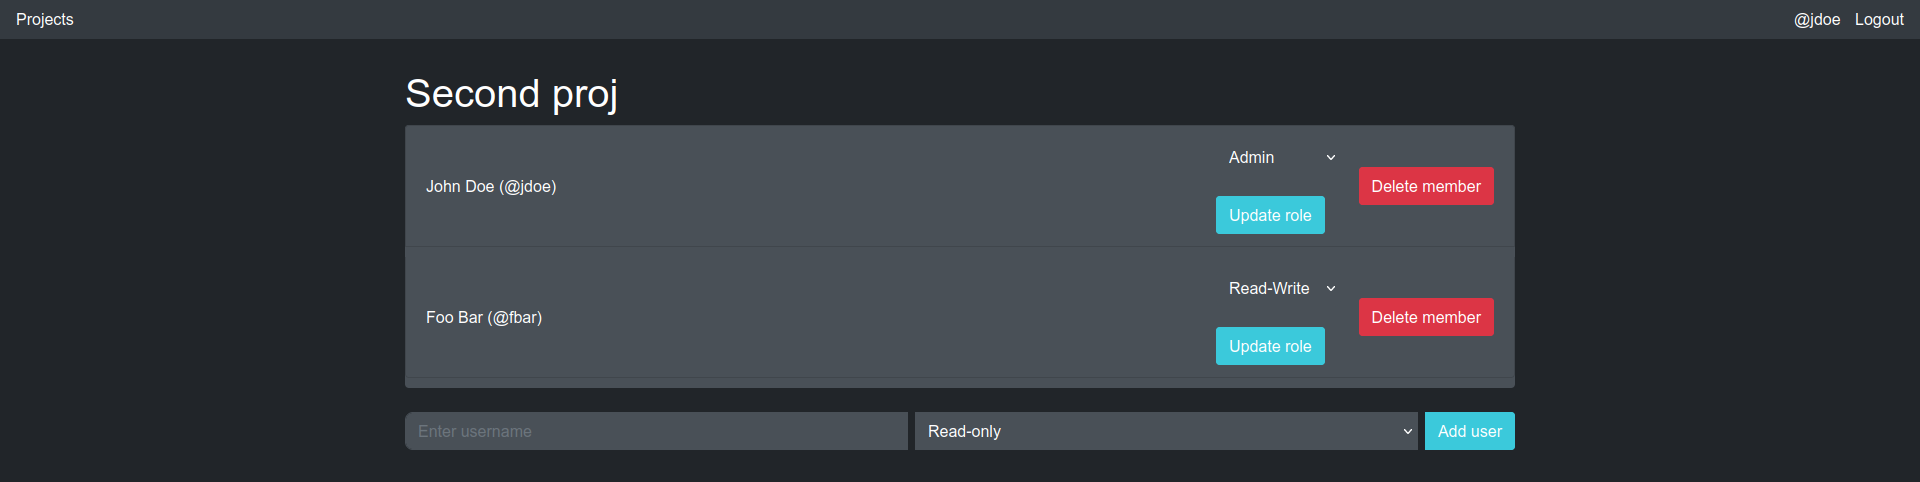 Projects @jdoe Logout
Second proj
Admin
John Doe (@jdoe) Delete member
Update role
Read-Write
Foo Bar (@fbar) Delete member
Update role
Enter username Read-only Add user